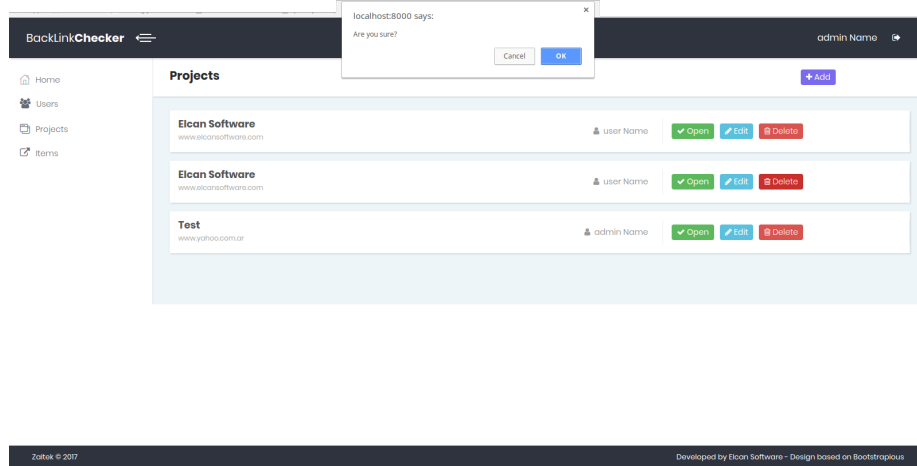 localhost:8000 says:
Are you sure?
Cancel OK
BackLinkChecker
admin Name
Home
Users
Projects
Items
Projects
Add
Elcan Software
www.elcansoftware.com
user Name Open Edit Delete
Elcan Software
www.elcansoftware.com
user Name Open Edit Delete
Test
www.yahoo.com.ar
admin Name Open Edit Delete
Zaitek © 2017
Developed by Elcan Software - Design based on Bootstrapious